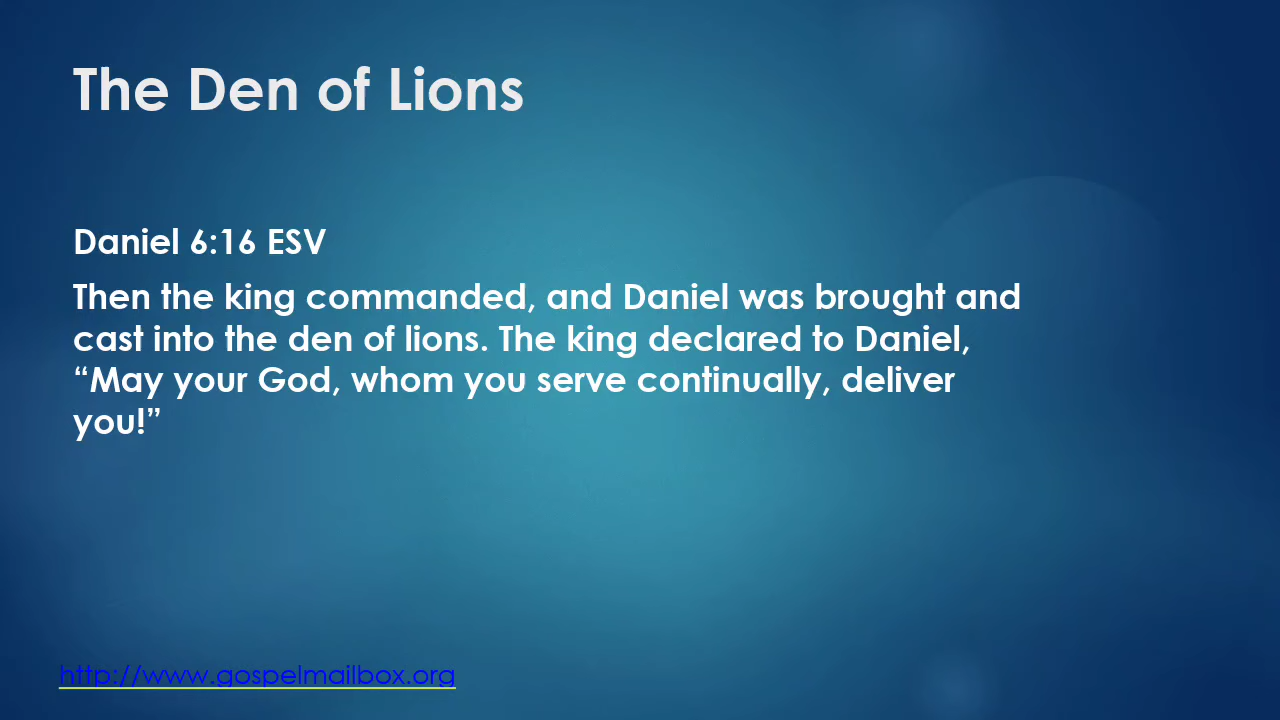 The Den of Lions
Daniel 6:16 ESV
Then the king commanded, and Daniel was brought and
cast into the den of lions. The king declared to Daniel,
“May your God, whom you serve continually, deliver
you!”
http://www.gospelmailbox.org